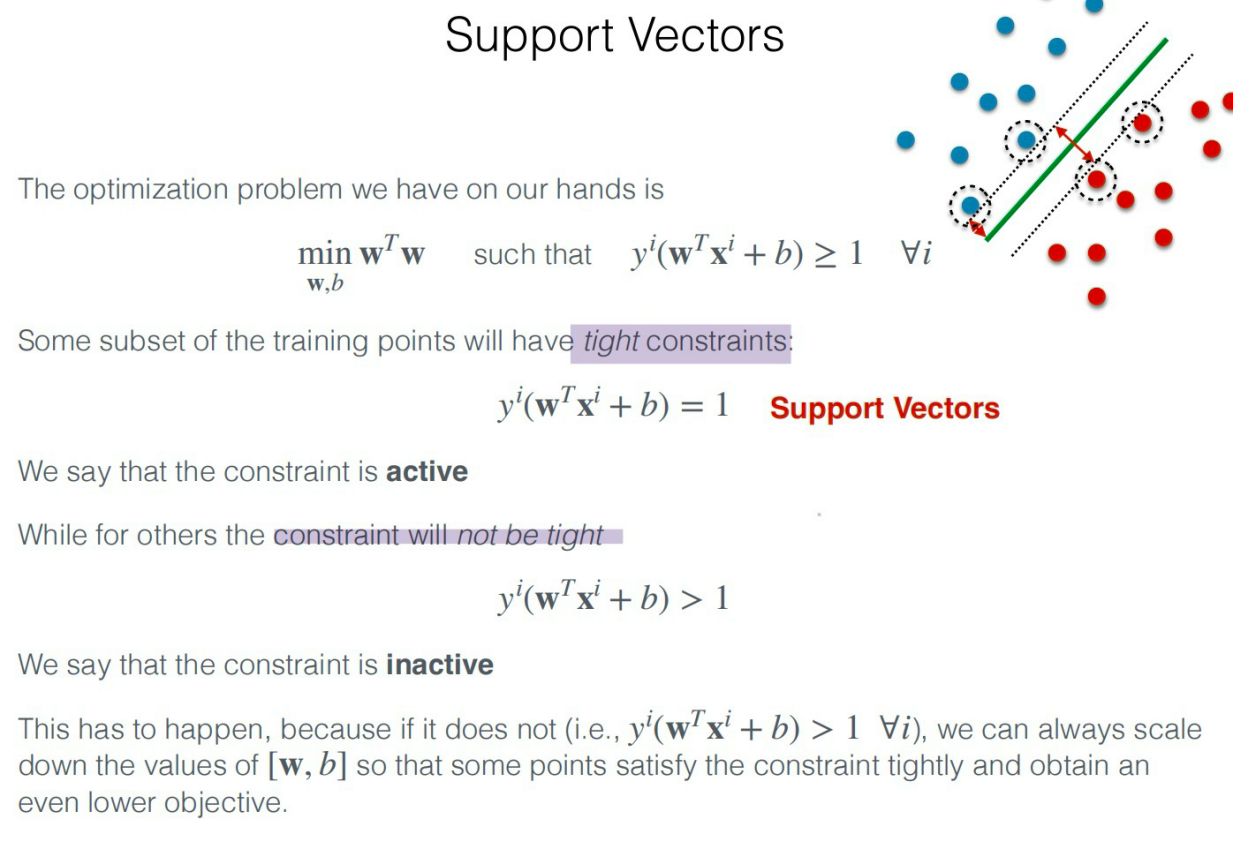 Support Vectors
The optimization problem we have on our hands is
min w^T w such that y^i(w^T x^i + b) ≥ 1 ∀i
w,b
Some subset of the training points will have tight constraints:
y^i(w^T x^i + b) = 1 Support Vectors
We say that the constraint is active
While for others the constraint will not be tight
y^i(w^T x^i + b) > 1
We say that the constraint is inactive
This has to happen, because if it does not (i.e., y^i(w^T x^i + b) > 1 ∀i), we can always scale
down the values of [w, b] so that some points satisfy the constraint tightly and obtain an
even lower objective.